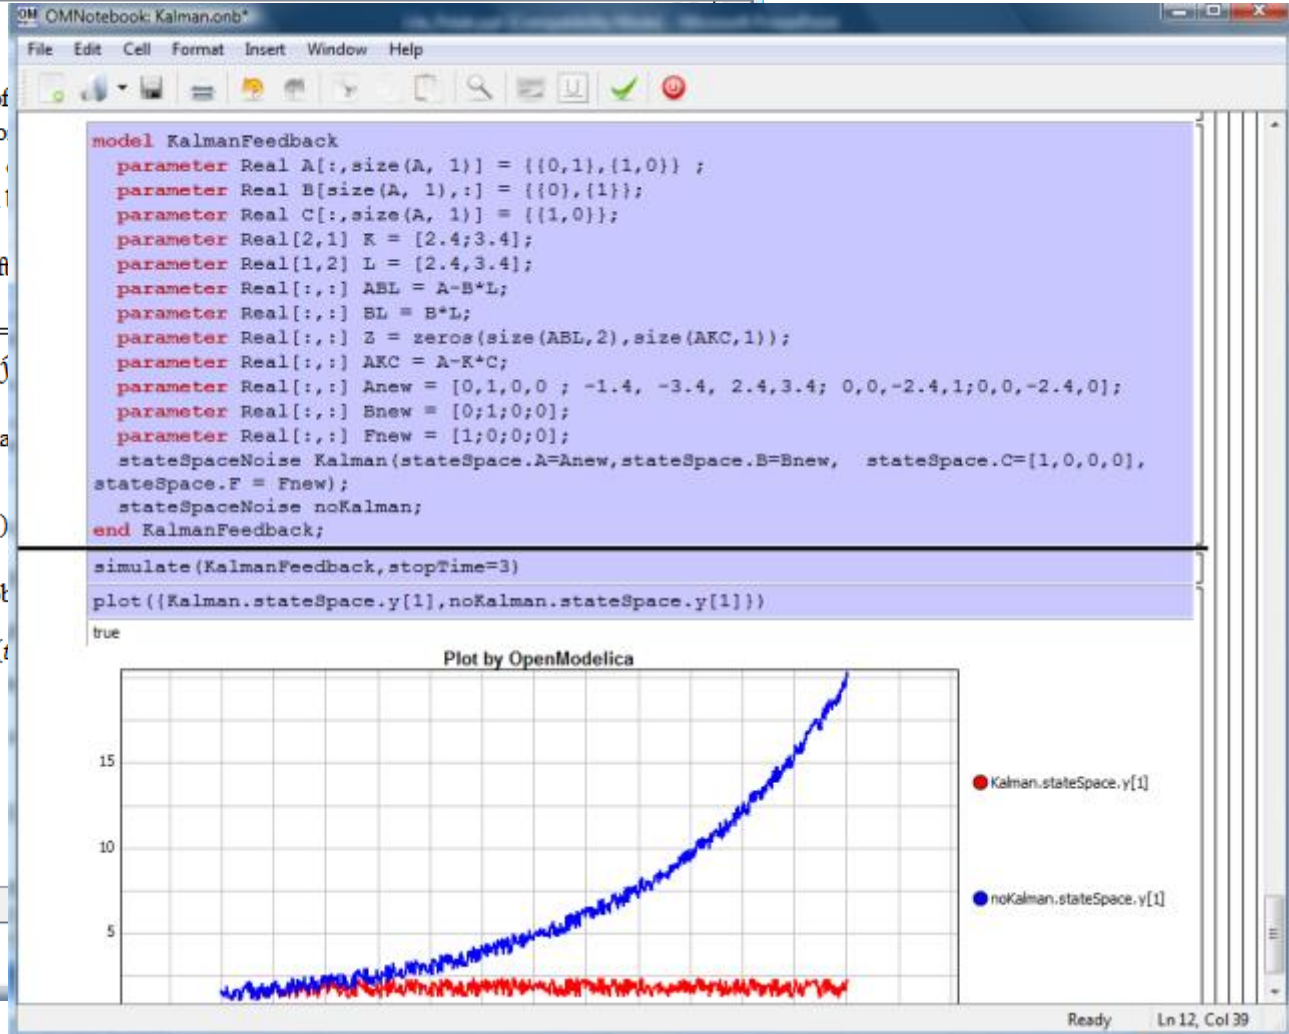 OMNotebook: Kalman.onb*
File Edit Cell Format Insert Window Help
model KalmanFeedback
parameter Real A[:,size(A, 1)] = {{0,1},{1,0}} ;
parameter Real B[size(A, 1),:] = {{0},{1}};
parameter Real C[:,size(A, 1)] = {{1,0}};
parameter Real[2,1] K = [2.4;3.4];
parameter Real[1,2] L = [2.4,3.4];
parameter Real[:,:] ABL = A-B*L;
parameter Real[:,:] BL = B*L;
parameter Real[:,:] Z = zeros(size(ABL,2),size(AKC,1));
parameter Real[:,:] AKC = A-K*C;
parameter Real[:,:] Anew = [0,1,0,0 ; -1.4, -3.4, 2.4,3.4; 0,0,-2.4,1;0,0,-2.4,0];
parameter Real[:,:] Bnew = [0;1;0;0];
parameter Real[:,:] Fnew = [1;0;0;0];
stateSpaceNoise Kalman(stateSpace.A=Anew,stateSpace.B=Bnew,  stateSpace.C=[1,0,0,0],
stateSpace.F = Fnew);
stateSpaceNoise noKalman;
end KalmanFeedback;
simulate(KalmanFeedback,stopTime=3)
plot({Kalman.stateSpace.y[1],noKalman.stateSpace.y[1]})
true
Plot by OpenModelica
15
10
5
Kalman.stateSpace.y[1]
noKalman.stateSpace.y[1]
Ready Ln 12, Col 39